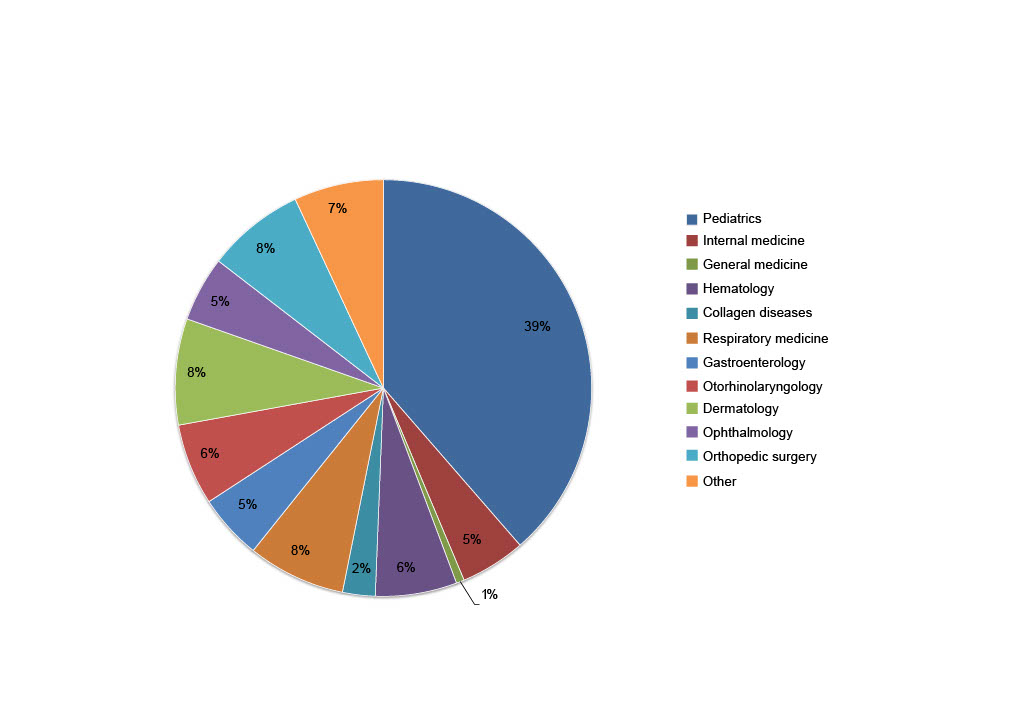 7%
8%
5%
8%
6%
5%
8%
2%
6%
1%
5%
39%
Pediatrics
Internal medicine
General medicine
Hematology
Collagen diseases
Respiratory medicine
Gastroenterology
Otorhinolaryngology
Dermatology
Ophthalmology
Orthopedic surgery
Other